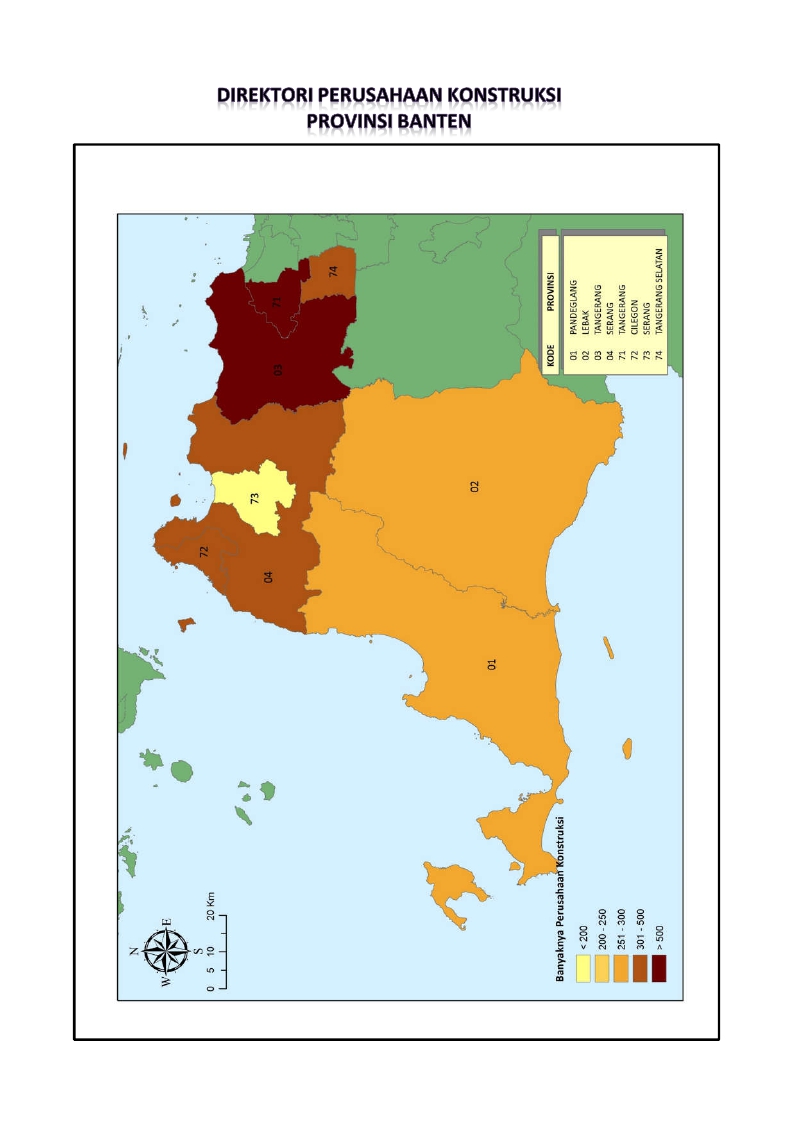 DIREKTORI PERUSAHAAN KONSTRUKSI
PROVINSI BANTEN
N
W E
S
0 5 10 20 Km
72
73
04
03
71
74
01
02
Banyaknya Perusahaan Konstruksi
< 200
200 - 250
251 - 300
301 - 500
> 500
KODE PROVINSI
01 PANDEGLANG
02 LEBAK
03 TANGERANG
04 SERANG
71 TANGERANG
72 CILEGON
73 SERANG
74 TANGERANG SELATAN